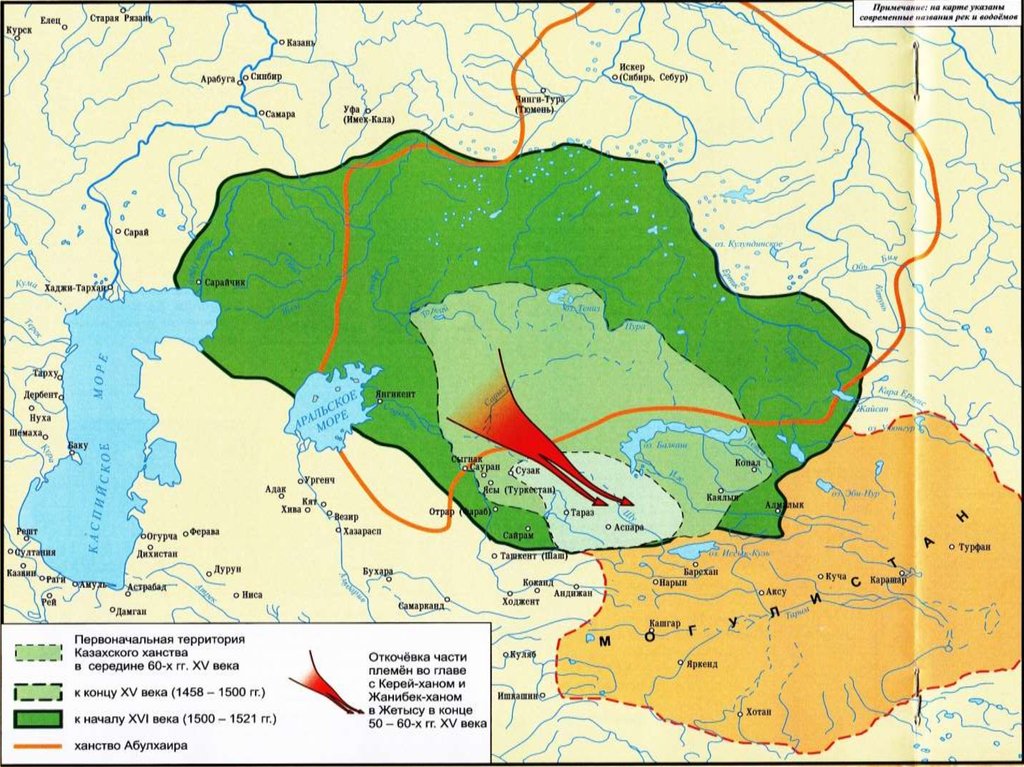 Примечание: на карте указаны
современные названия рек и водоёмов
Елец
Старая Рязань
Курск
Казань
Арабуга
Синбир
Самара
Уфа
(Имек-Кала)
Чинги-Тура
(Тюмень)
Искер
(Сибирь, Себур)
Сарай
Хаджи-Тархан
Сарайчик
Кума
Терек
оз. Кулундинское
Обь
Бия
Катунь
Тарху
Дербент
Нуха
Шемаха
Кура
Баку
КАСПИЙСКОЕ МОРЕ
АРАЛЬСКОЕ
МОРЕ
Янгикент
оз. Тениз
Нура
Кара Ертис
Жайсан
оз. Балкаш
Копал
Каялык
Алмалык
оз. Эби-Нур
Сыгнак
Сауран
Сузак
Ясы (Туркестан)
Отрар (Фараб)
Сайрам
Тараз
Шу
Аспара
Ташкент (Шаш)
оз. Иссык-Куль
Ургенч
Адак
Хива
Кят
Везир
Хазарасп
Решт
Султания
Казвин
Раги
Рей
Амуль
Огурча
Ферава
Дихистан
Астрабад
Дамган
Дурун
Атрек
Ниса
Амударья
Бухара
Самарканд
Коканд
Ходжент
Андижан
Барсхан
Нарын
Аксу
Куча
Карашар
Турфан
Тарим
МОГУЛИСТАН
Кашгар
Яркенд
Хотан
Куляб
Ишкашим
Первоначальная территория
Казахского ханства
в середине 60-х гг. XV века
к концу XV века (1458 – 1500 гг.)
к началу XVI века (1500 – 1521 гг.)
ханство Абулхаира
Откочёвка части
племён во главе
с Керей-ханом и
Жанибек-ханом
в Жетысу в конце
50 – 60-х гг. XV века